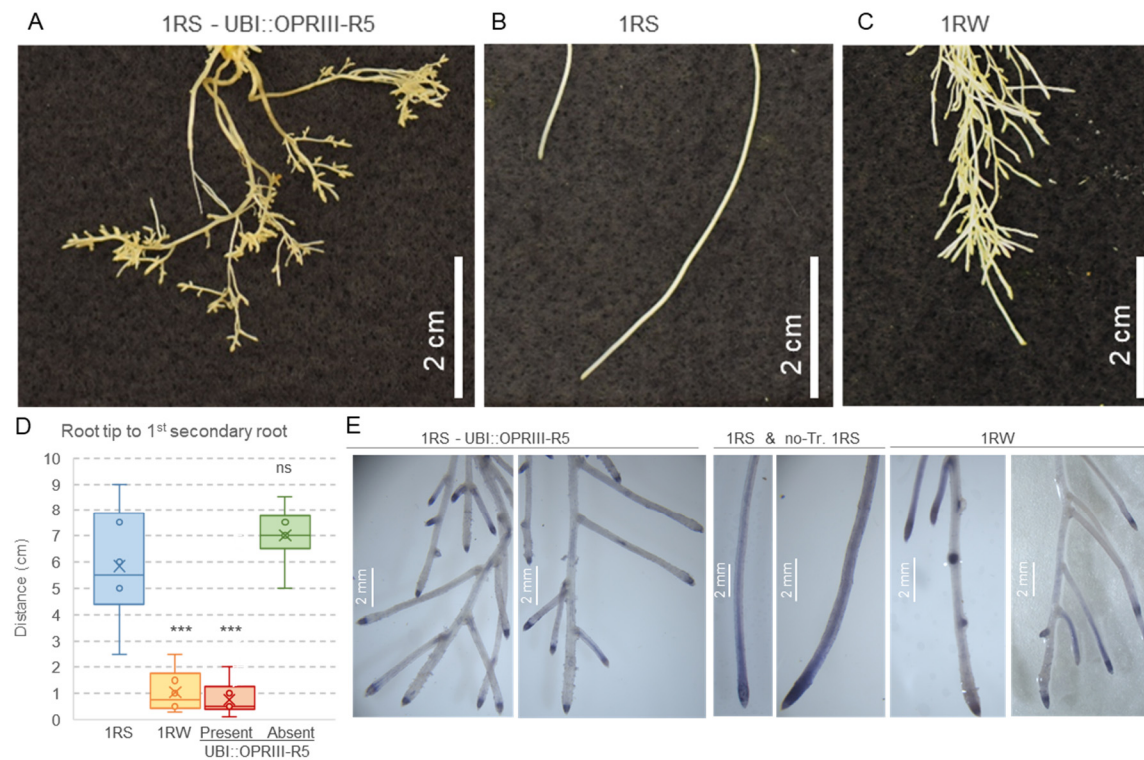 A 1RS - UBI::OPRIII-R5
B 1RS
C 1RW
2 cm
2 cm
2 cm
D Root tip to 1st secondary root
10
9
8
7
6
5
4
3
2
1
0
Distance (cm)
ns
***
***
1RS 1RW Present Absent
UBI::OPRIII-R5
E
1RS - UBI::OPRIII-R5
1RS & no-Tr. 1RS
1RW
2 mm
2 mm
2 mm
2 mm
2 mm
2 mm